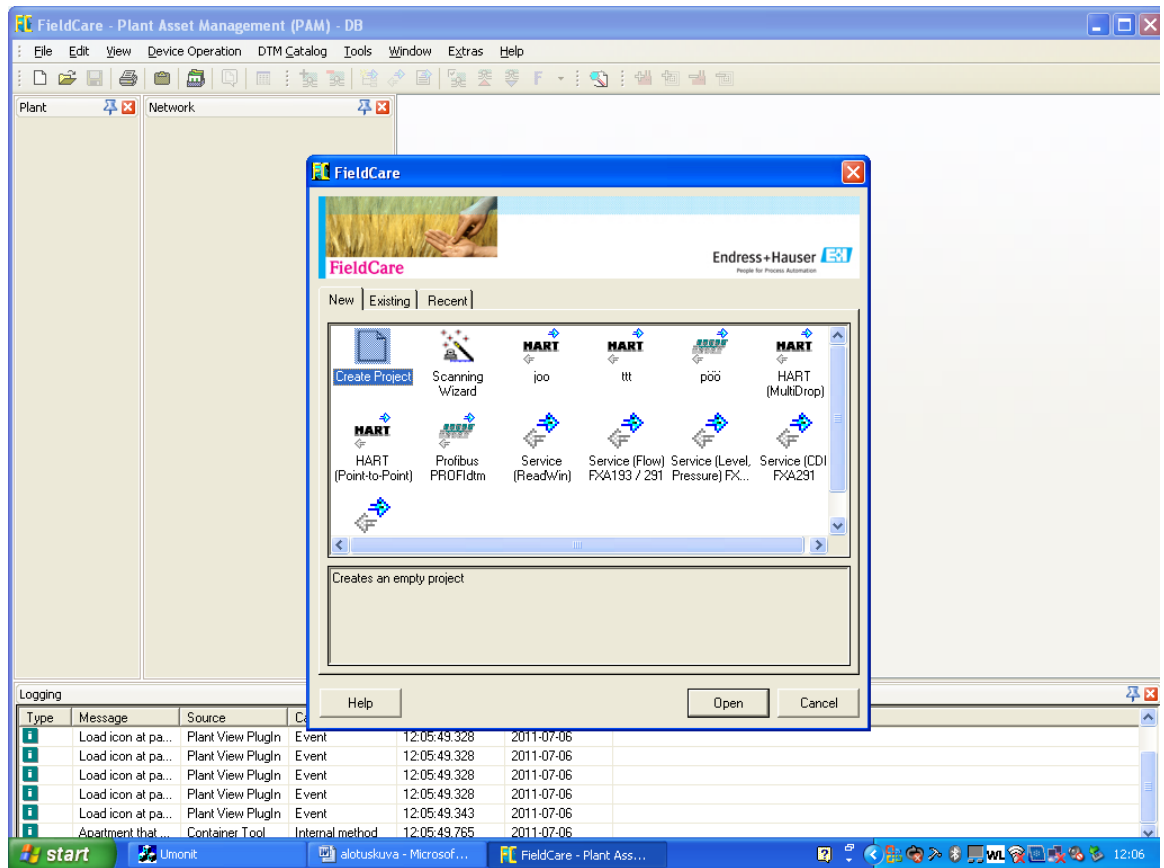 FieldCare - Plant Asset Management (PAM) - DB
File Edit View Device Operation DTM Catalog Tools Window Extras Help
F
Plant
Network
FieldCare
FieldCare
Endress+Hauser E+H
People for Process Automation
New Existing Recent
HART HART HART
Create Project Scanning Wizard joo ttt pöö HART (MultiDrop)
HART
HART (Point-to-Point) Profibus PROFIdtm Service (ReadWin) Service (Flow) FXA193 / 291 Service (Level, Pressure) FX... Service (CDI FXA291
Creates an empty project
Help Open Cancel
Logging
Type Message Source Ca
Load icon at pa... Plant View PlugIn Event 12:05:49.328 2011-07-06
Load icon at pa... Plant View PlugIn Event 12:05:49.328 2011-07-06
Load icon at pa... Plant View PlugIn Event 12:05:49.328 2011-07-06
Load icon at pa... Plant View PlugIn Event 12:05:49.328 2011-07-06
Load icon at pa... Plant View PlugIn Event 12:05:49.343 2011-07-06
Apartment that ... Container Tool Internal method 12:05:49.765 2011-07-06
start Umonit alotuskuva - Microsof... FieldCare - Plant Ass... WL 12:06